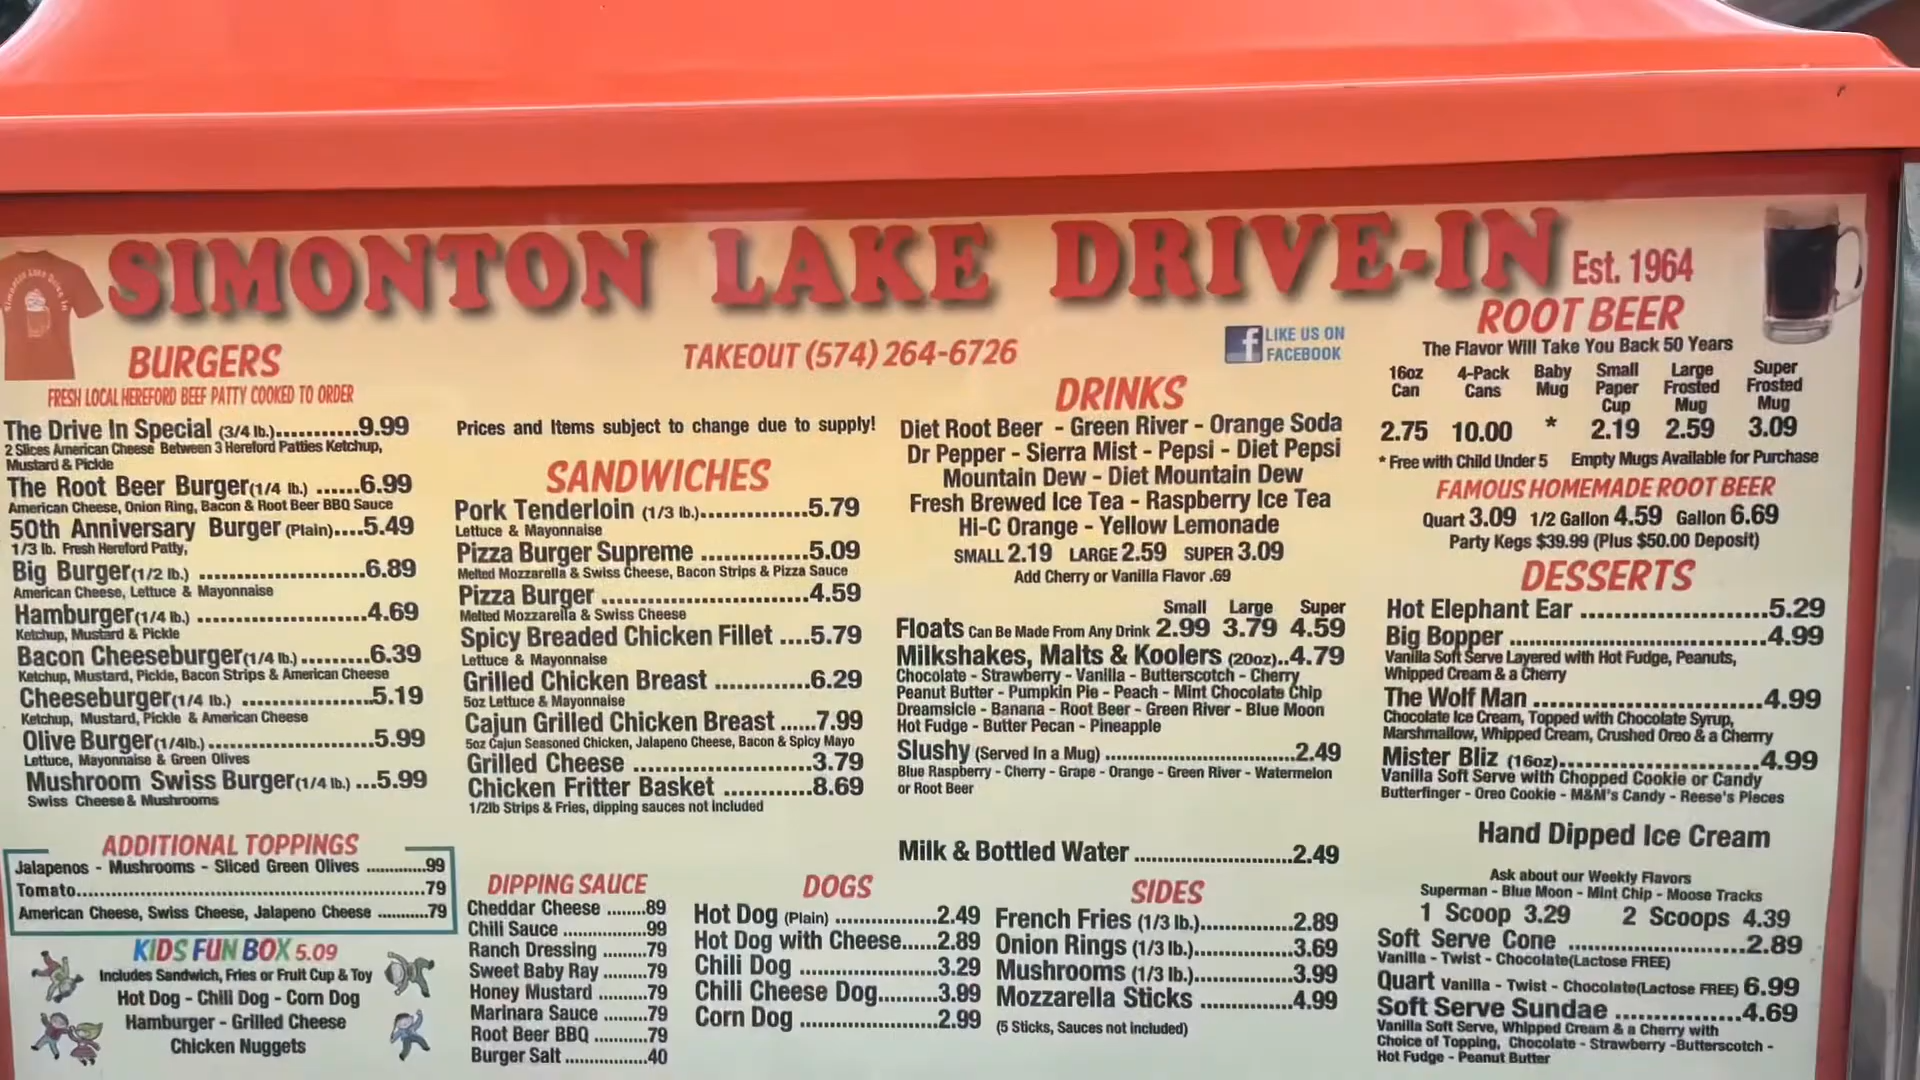 SIMONTON LAKE DRIVE-IN
Est. 1964
Simonton Lake Drive In
TAKEOUT (574) 264-6726
LIKE US ON
FACEBOOK
BURGERS
FRESH LOCAL HEREFORD BEEF PATTY COOKED TO ORDER
The Drive In Special (3/4 lb.)...........9.99
2 Slices American Cheese Between 3 Hereford Patties Ketchup,
Mustard & Pickle
The Root Beer Burger(1/4 lb.) ......6.99
American Cheese, Onion Ring, Bacon & Root Beer BBQ Sauce
50th Anniversary Burger (Plain)....5.49
1/3 lb. Fresh Hereford Patty,
Big Burger(1/2 lb.) .......................6.89
American Cheese, Lettuce & Mayonnaise
Hamburger(1/4 lb.) .......................4.69
Ketchup, Mustard & Pickle
Bacon Cheeseburger(1/4 lb.) .........6.39
Ketchup, Mustard, Pickle, Bacon Strips & American Cheese
Cheeseburger(1/4 lb.) .................5.19
Ketchup, Mustard, Pickle & American Cheese
Olive Burger(1/4lb.) ......................5.99
Lettuce, Mayonnaise & Green Olives
Mushroom Swiss Burger(1/4 lb.) ...5.99
Swiss Cheese & Mushrooms
ADDITIONAL TOPPINGS
Jalapenos - Mushrooms - Sliced Green Olives .............99
Tomato..............................................................79
American Cheese, Swiss Cheese, Jalapeno Cheese ...........79
KIDS FUN BOX 5.09
Includes Sandwich, Fries or Fruit Cup & Toy
Hot Dog - Chili Dog - Corn Dog
Hamburger - Grilled Cheese
Chicken Nuggets
Prices and Items subject to change due to supply!
SANDWICHES
Pork Tenderloin (1/3 lb.)...............5.79
Lettuce & Mayonnaise
Pizza Burger Supreme ...............5.09
Melted Mozzarella & Swiss Cheese, Bacon Strips & Pizza Sauce
Pizza Burger .............................4.59
Melted Mozzarella & Swiss Cheese
Spicy Breaded Chicken Fillet ....5.79
Lettuce & Mayonnaise
Grilled Chicken Breast .............6.29
5oz Lettuce & Mayonnaise
Cajun Grilled Chicken Breast ......7.99
5oz Cajun Seasoned Chicken, Jalapeno Cheese, Bacon & Spicy Mayo
Grilled Cheese .........................3.79
Chicken Fritter Basket ............8.69
1/2lb Strips & Fries, dipping sauces not included
DIPPING SAUCE
Cheddar Cheese ........89
Chili Sauce .................99
Ranch Dressing .........79
Sweet Baby Ray .........79
Honey Mustard ..........79
Marinara Sauce .........79
Root Beer BBQ ...........79
Burger Salt .................40
DOGS
Hot Dog (Plain) ...............2.49
Hot Dog with Cheese......2.89
Chili Dog ....................3.29
Chili Cheese Dog.........3.99
Corn Dog ....................2.99
DRINKS
Diet Root Beer - Green River - Orange Soda
Dr Pepper - Sierra Mist - Pepsi - Diet Pepsi
Mountain Dew - Diet Mountain Dew
Fresh Brewed Ice Tea - Raspberry Ice Tea
Hi-C Orange - Yellow Lemonade
SMALL 2.19 LARGE 2.59 SUPER 3.09
Add Cherry or Vanilla Flavor .69
Small Large Super
Floats Can Be Made From Any Drink 2.99 3.79 4.59
Milkshakes, Malts & Koolers (20oz)..4.79
Chocolate - Strawberry - Vanilla - Butterscotch - Cherry
Peanut Butter - Pumpkin Pie - Peach - Mint Chocolate Chip
Dreamsicle - Banana - Root Beer - Green River - Blue Moon
Hot Fudge - Butter Pecan - Pineapple
Slushy (Served In a Mug) ...........................2.49
Blue Raspberry - Cherry - Grape - Orange - Green River - Watermelon
or Root Beer
Milk & Bottled Water .......................2.49
SIDES
French Fries (1/3 lb.).............2.89
Onion Rings (1/3 lb.)..............3.69
Mushrooms (1/3 lb.)..............3.99
Mozzarella Sticks .............4.99
(5 Sticks, Sauces not included)
ROOT BEER
The Flavor Will Take You Back 50 Years
16oz Can 4-Pack Cans Baby Mug Small Paper Cup Large Frosted Mug Super Frosted Mug
2.75 10.00 * 2.19 2.59 3.09
* Free with Child Under 5 Empty Mugs Available for Purchase
FAMOUS HOMEMADE ROOT BEER
Quart 3.09 1/2 Gallon 4.59 Gallon 6.69
Party Kegs $39.99 (Plus $50.00 Deposit)
DESSERTS
Hot Elephant Ear ......................5.29
Big Bopper ...............................4.99
Vanilla Soft Serve Layered with Hot Fudge, Peanuts,
Whipped Cream & a Cherry
The Wolf Man ...........................4.99
Chocolate Ice Cream, Topped with Chocolate Syrup,
Marshmallow, Whipped Cream, Crushed Oreo & a Cherrry
Mister Bliz (16oz).......................4.99
Vanilla Soft Serve with Chopped Cookie or Candy
Butterfinger - Oreo Cookie - M&M's Candy - Reese's Pieces
Hand Dipped Ice Cream
Ask about our Weekly Flavors
Superman - Blue Moon - Mint Chip - Moose Tracks
1 Scoop 3.29 2 Scoops 4.39
Soft Serve Cone .....................2.89
Vanilla - Twist - Chocolate(Lactose FREE)
Quart Vanilla - Twist - Chocolate(Lactose FREE) 6.99
Soft Serve Sundae ...............4.69
Vanilla Soft Serve, Whipped Cream & a Cherry with
Choice of Topping, Chocolate - Strawberry -Butterscotch -
Hot Fudge - Peanut Butter